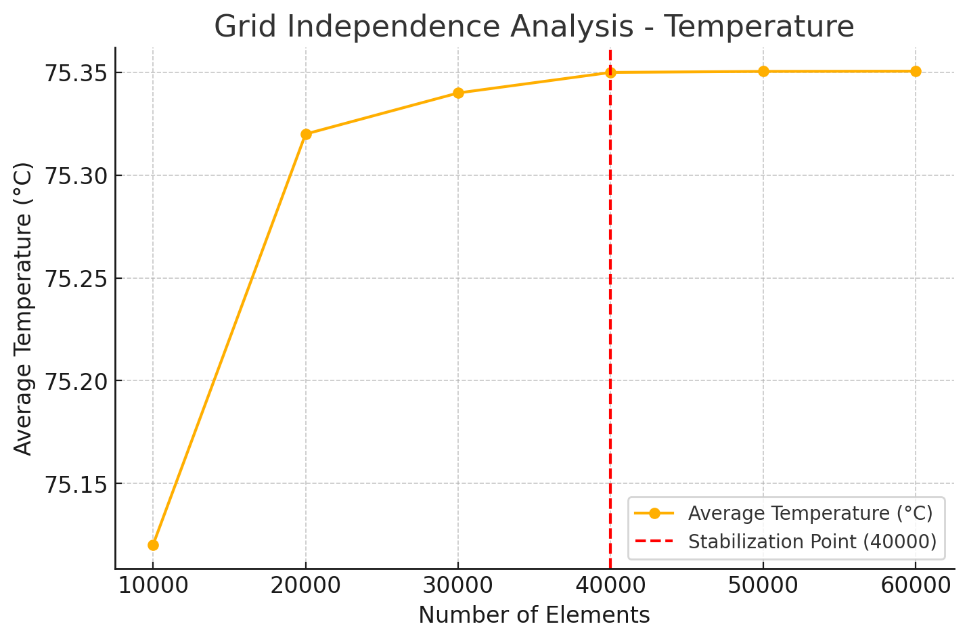 Grid Independence Analysis - Temperature
Average Temperature (°C)
75.35
75.30
75.25
75.20
75.15
Average Temperature (°C)
Stabilization Point (40000)
10000 20000 30000 40000 50000 60000
Number of Elements